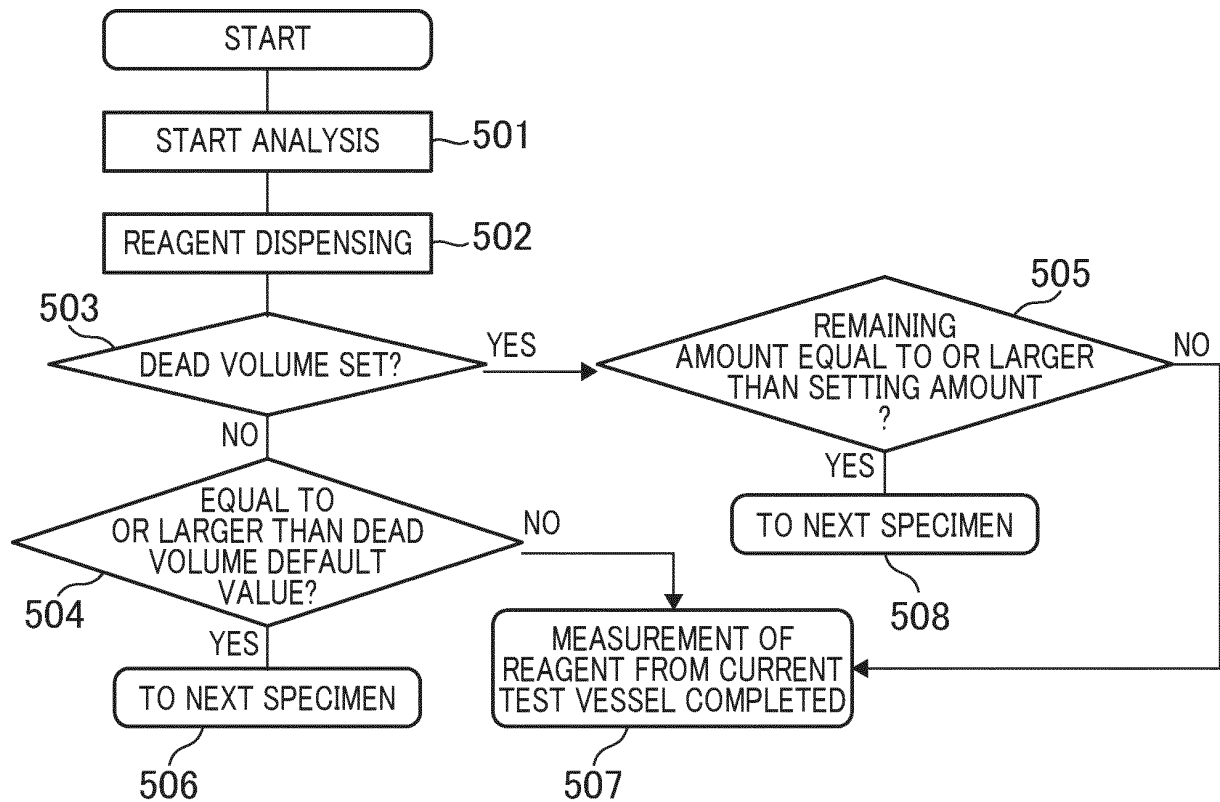 START
START ANALYSIS
501
REAGENT DISPENSING
502
503
DEAD VOLUME SET?
YES
NO
505
REMAINING
AMOUNT EQUAL TO OR LARGER
THAN SETTING AMOUNT
?
NO
YES
TO NEXT SPECIMEN
508
EQUAL TO
OR LARGER THAN DEAD
VOLUME DEFAULT
VALUE?
504
NO
YES
TO NEXT SPECIMEN
506
MEASUREMENT OF
REAGENT FROM CURRENT
TEST VESSEL COMPLETED
507